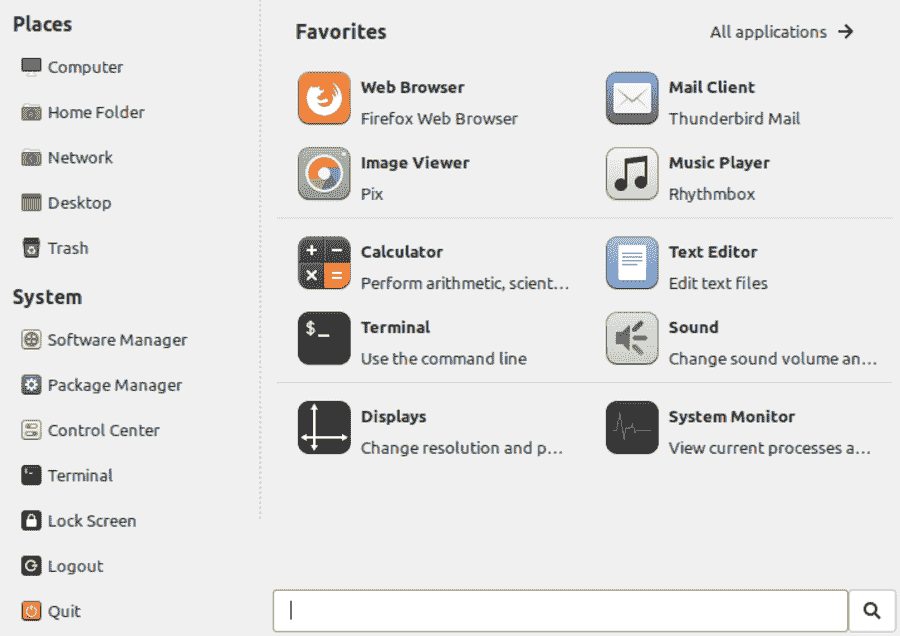 Places
Computer
Home Folder
Network
Desktop
Trash
System
Software Manager
Package Manager
Control Center
Terminal
Lock Screen
Logout
Quit
Favorites
All applications
Web Browser
Firefox Web Browser
Mail Client
Thunderbird Mail
Image Viewer
Pix
Music Player
Rhythmbox
Calculator
Perform arithmetic, scient...
Text Editor
Edit text files
Terminal
Use the command line
Sound
Change sound volume an...
Displays
Change resolution and p...
System Monitor
View current processes a...